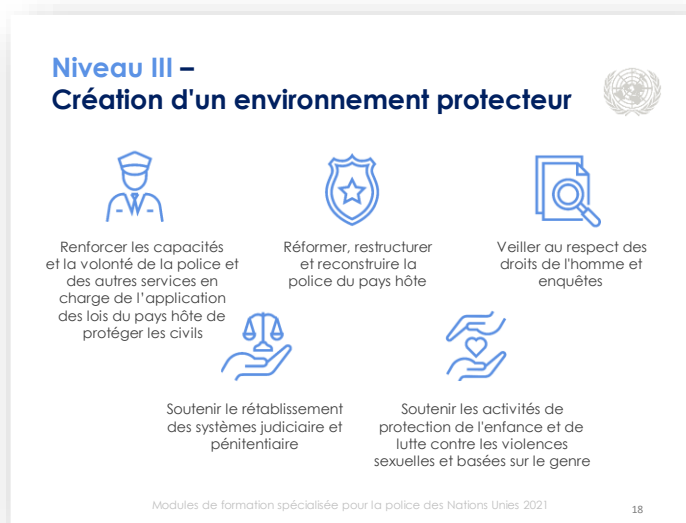 Niveau III –
Création d'un environnement protecteur
Renforcer les capacités
et la volonté de la police et
des autres services en
charge de l’application
des lois du pays hôte de
protéger les civils
Réformer, restructurer
et reconstruire la
police du pays hôte
Veiller au respect des
droits de l'homme et
enquêtes
Soutenir le rétablissement
des systèmes judiciaire et
pénitentiaire
Soutenir les activités de
protection de l'enfance et de
lutte contre les violences
sexuelles et basées sur le genre
Modules de formation spécialisée pour la police des Nations Unies 2021
18